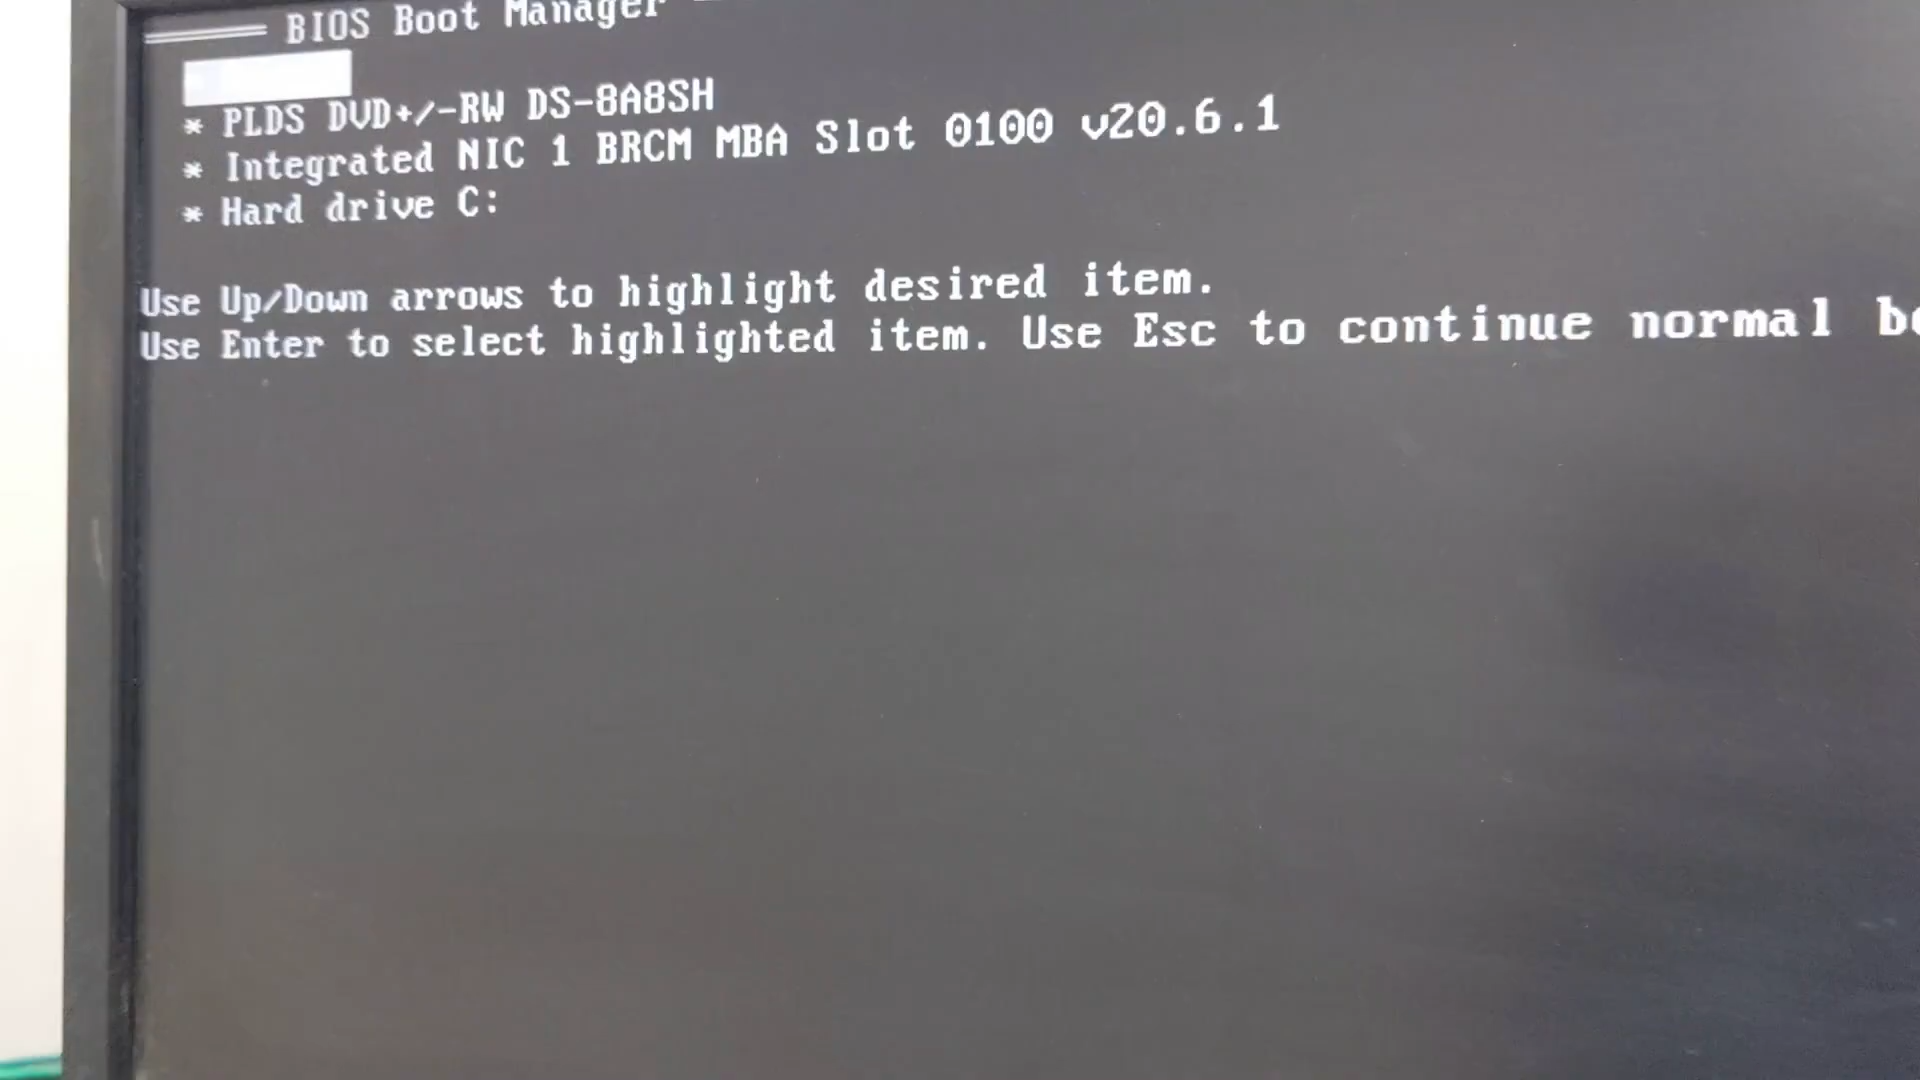 BIOS Boot Manager
* PLDS DVD+/-RW DS-8A8SH
* Integrated NIC 1 BRCM MBA Slot 0100 v20.6.1
* Hard drive C:
Use Up/Down arrows to highlight desired item.
Use Enter to select highlighted item. Use Esc to continue normal